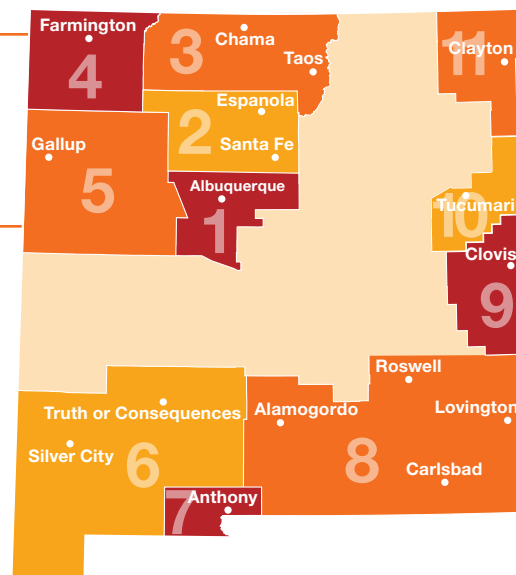 Farmington
4
3
Chama
Taos
11
Clayton
Espanola
2
Santa Fe
Gallup
5
Albuquerque
1
Tucumcari
10
Clovis
9
Roswell
Truth or Consequences
Alamogordo
Lovington
Silver City
6
8
Carlsbad
7
Anthony